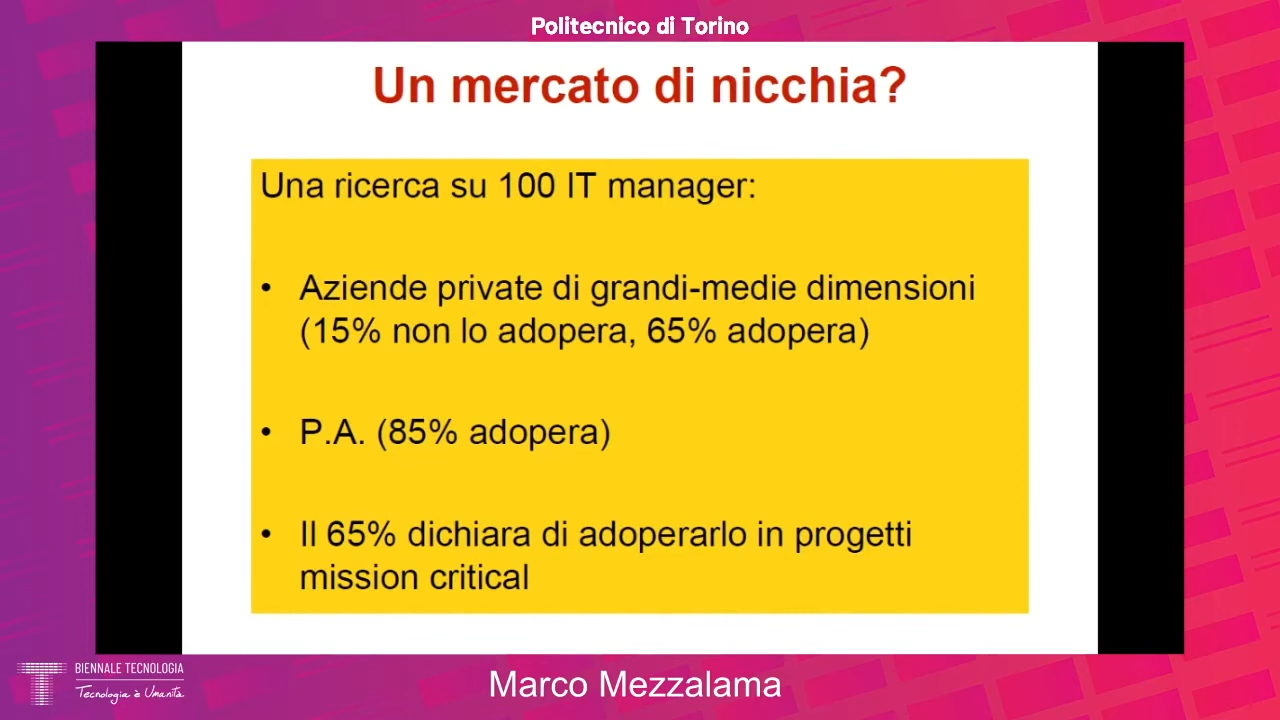 Politecnico di Torino
Un mercato di nicchia?
Una ricerca su 100 IT manager:
• Aziende private di grandi-medie dimensioni
(15% non lo adopera, 65% adopera)
• P.A. (85% adopera)
• Il 65% dichiara di adoperarlo in progetti
mission critical
BIENNALE TECNOLOGIA
Tecnologia è Umanità
Marco Mezzalama